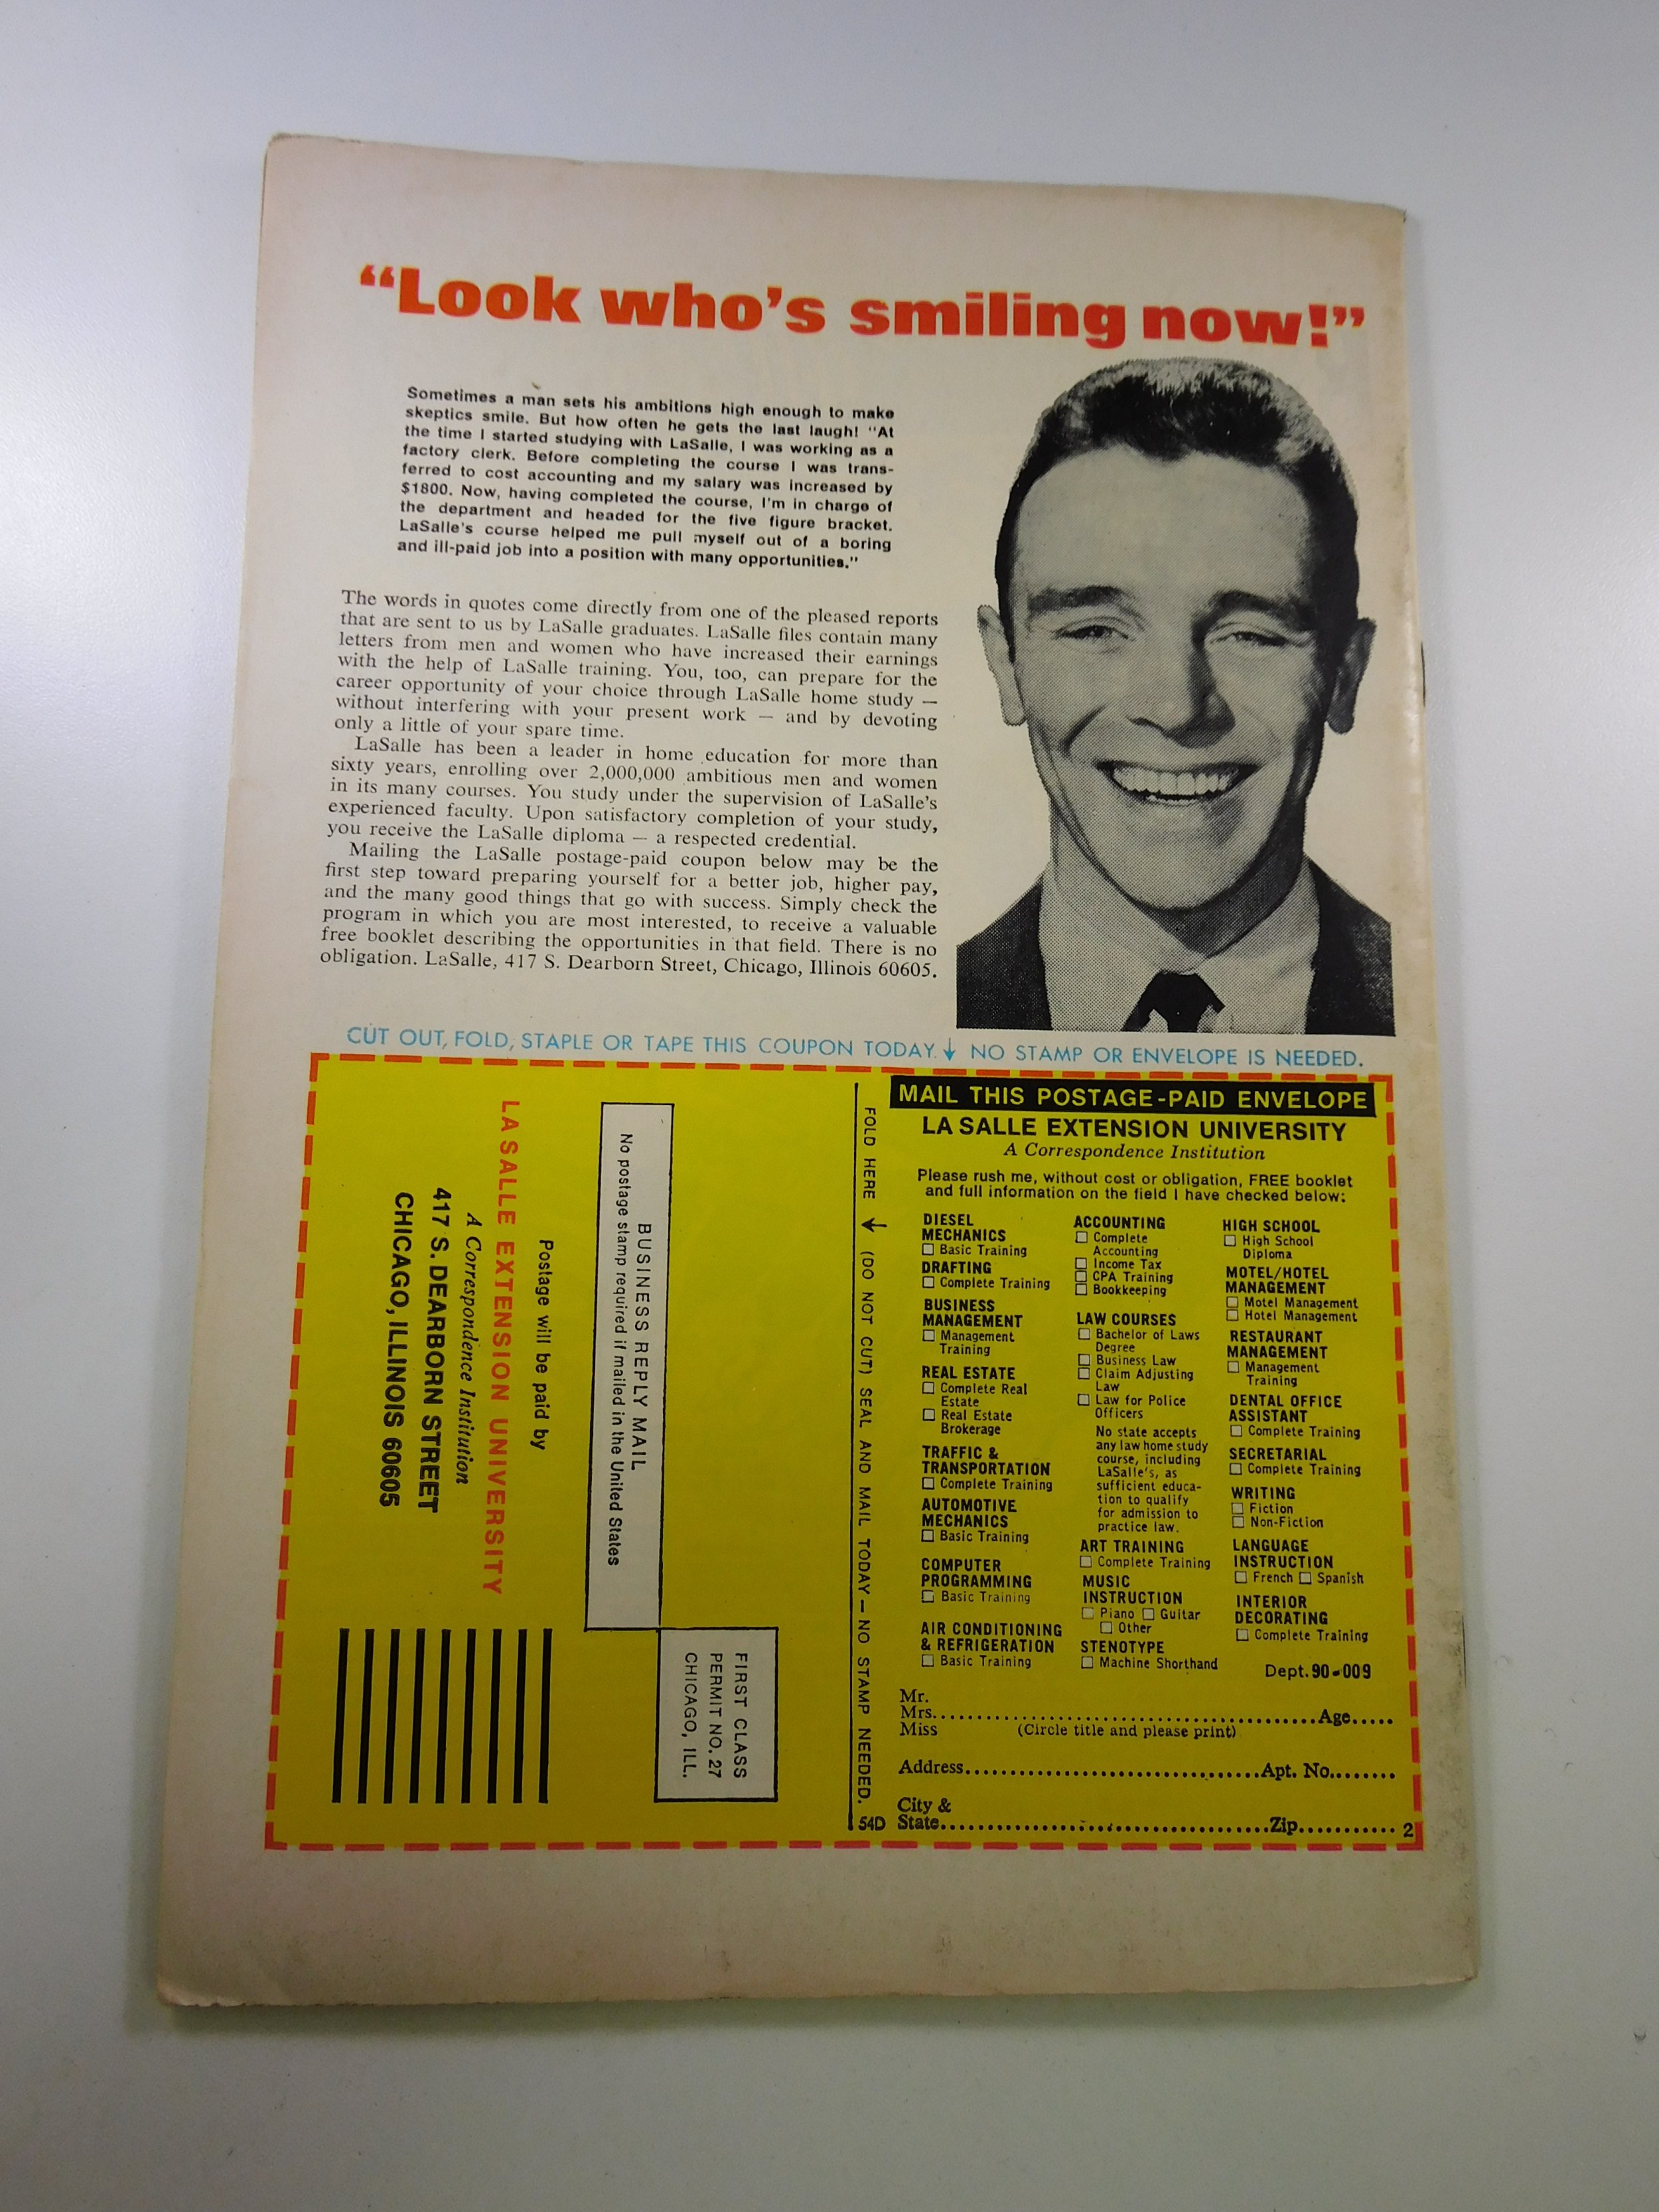 “Look who’s smiling now!”
Sometimes a man sets his ambitions high enough to make
skeptics smile. But how often he gets the last laugh! “At
the time I started studying with LaSalle, I was working as a
factory clerk. Before completing the course I was trans-
ferred to cost accounting and my salary was increased by
$1800. Now, having completed the course, I’m in charge of
the department and headed for the five figure bracket.
LaSalle’s course helped me pull myself out of a boring
and ill-paid job into a position with many opportunities.”
The words in quotes come directly from one of the pleased reports
that are sent to us by LaSalle graduates. LaSalle files contain many
letters from men and women who have increased their earnings
with the help of LaSalle training. You, too, can prepare for the
career opportunity of your choice through LaSalle home study —
without interfering with your present work — and by devoting
only a little of your spare time.
LaSalle has been a leader in home education for more than
sixty years, enrolling over 2,000,000 ambitious men and women
in its many courses. You study under the supervision of LaSalle’s
experienced faculty. Upon satisfactory completion of your study,
you receive the LaSalle diploma — a respected credential.
Mailing the LaSalle postage-paid coupon below may be the
first step toward preparing yourself for a better job, higher pay,
and the many good things that go with success. Simply check the
program in which you are most interested, to receive a valuable
free booklet describing the opportunities in that field. There is no
obligation. LaSalle, 417 S. Dearborn Street, Chicago, Illinois 60605.
CUT OUT, FOLD, STAPLE OR TAPE THIS COUPON TODAY. ↓ NO STAMP OR ENVELOPE IS NEEDED.
FIRST CLASS
PERMIT NO. 27
CHICAGO, ILL.
BUSINESS REPLY MAIL
No postage stamp required if mailed in the United States
Postage will be paid by
LA SALLE EXTENSION UNIVERSITY
A Correspondence Institution
417 S. DEARBORN STREET
CHICAGO, ILLINOIS 60605
FOLD HERE ↓ (DO NOT CUT) SEAL AND MAIL TODAY — NO STAMP NEEDED.
54D
MAIL THIS POSTAGE-PAID ENVELOPE
LA SALLE EXTENSION UNIVERSITY
A Correspondence Institution
Please rush me, without cost or obligation, FREE booklet
and full information on the field I have checked below:
DIESEL
MECHANICS
☐ Basic Training
DRAFTING
☐ Complete Training
BUSINESS
MANAGEMENT
☐ Management
Training
REAL ESTATE
☐ Complete Real
Estate
☐ Real Estate
Brokerage
TRAFFIC &
TRANSPORTATION
☐ Complete Training
AUTOMOTIVE
MECHANICS
☐ Basic Training
COMPUTER
PROGRAMMING
☐ Basic Training
AIR CONDITIONING
& REFRIGERATION
☐ Basic Training
ACCOUNTING
☐ Complete
Accounting
☐ Income Tax
☐ CPA Training
☐ Bookkeeping
LAW COURSES
☐ Bachelor of Laws
Degree
☐ Business Law
☐ Claim Adjusting
Law
☐ Law for Police
Officers
No state accepts
any law home study
course, including
LaSalle’s, as
sufficient educa-
tion to qualify
for admission to
practice law.
ART TRAINING
☐ Complete Training
MUSIC
INSTRUCTION
☐ Piano ☐ Guitar
☐ Other
STENOTYPE
☐ Machine Shorthand
HIGH SCHOOL
☐ High School
Diploma
MOTEL/HOTEL
MANAGEMENT
☐ Motel Management
☐ Hotel Management
RESTAURANT
MANAGEMENT
☐ Management
Training
DENTAL OFFICE
ASSISTANT
☐ Complete Training
SECRETARIAL
☐ Complete Training
WRITING
☐ Fiction
☐ Non-Fiction
LANGUAGE
INSTRUCTION
☐ French ☐ Spanish
INTERIOR
DECORATING
☐ Complete Training
Dept. 90-009
Mr.
Mrs. Age
Miss (Circle title and please print)
Address Apt. No.
City &
State Zip 2